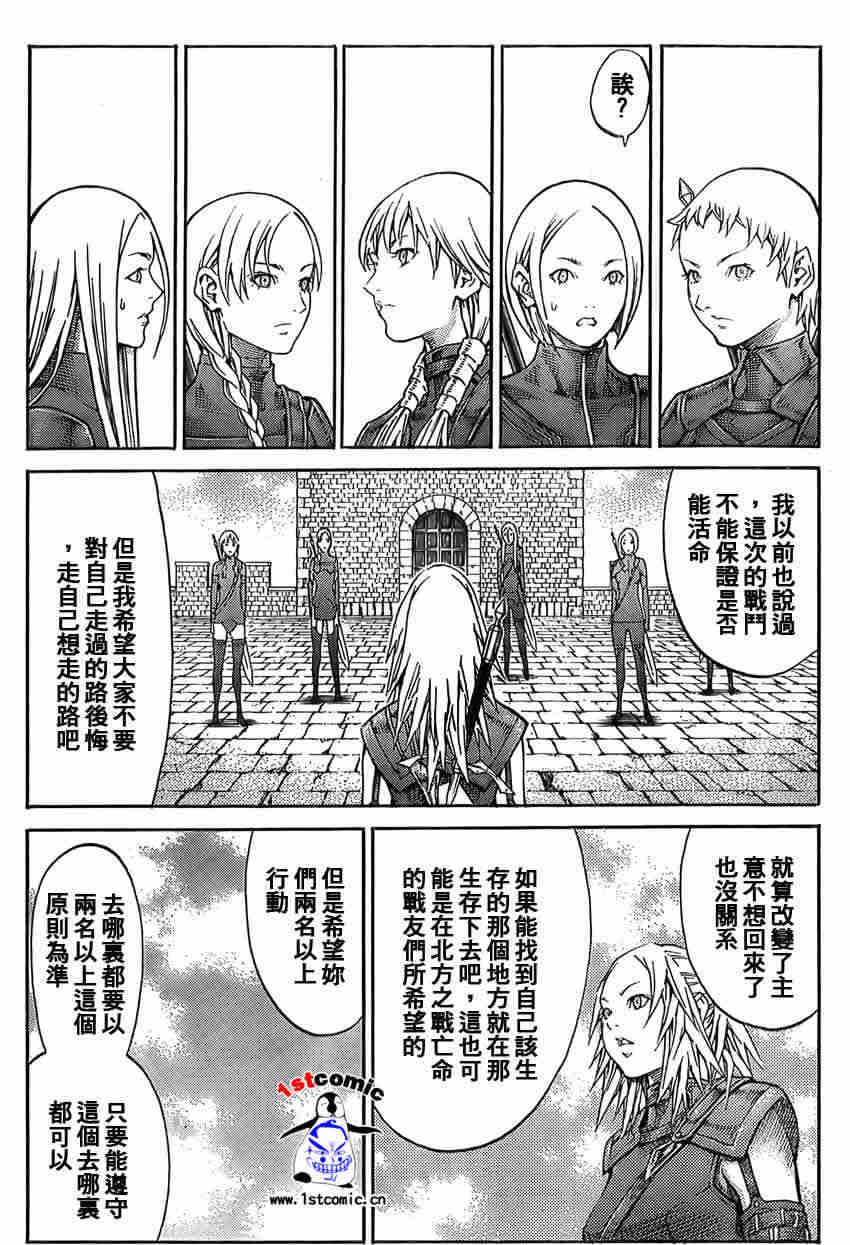 誒?
我以前也說過
，這次的戰鬥
不能保證是否
能活命
但是我希望大家不要
對自己走過的路後悔
，走自己想走的路吧
就算改變了主
意不想回來了
也沒關系
如果能找到自己該生
存的那個地方就在那
生存下去吧，這也可
能是在北方之戰亡命
的戰友們所希望的
但是希望妳
們兩名以上
行動
去哪裏都要以
兩名以上這個
原則為準
只要能遵守
這個去哪裏
都可以
1stcomic
www.1stcomic.cn